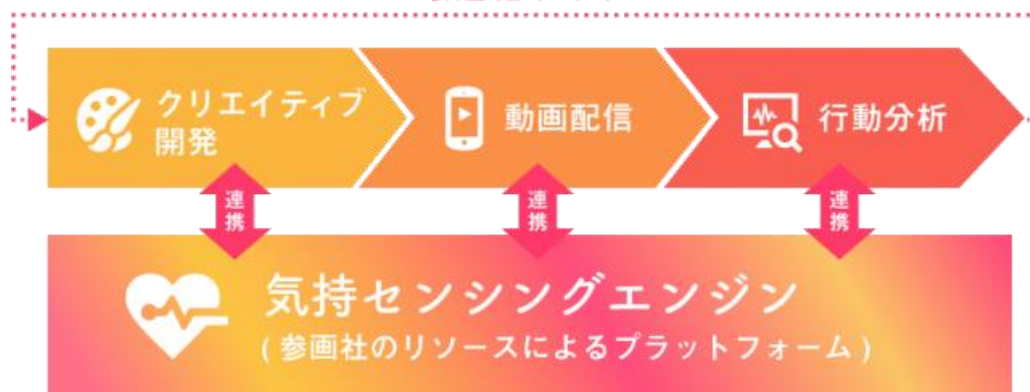 クリエイティブ
開発
動画配信
行動分析
連携
連携
連携
気持センシングエンジン
(参画社のリソースによるプラットフォーム)